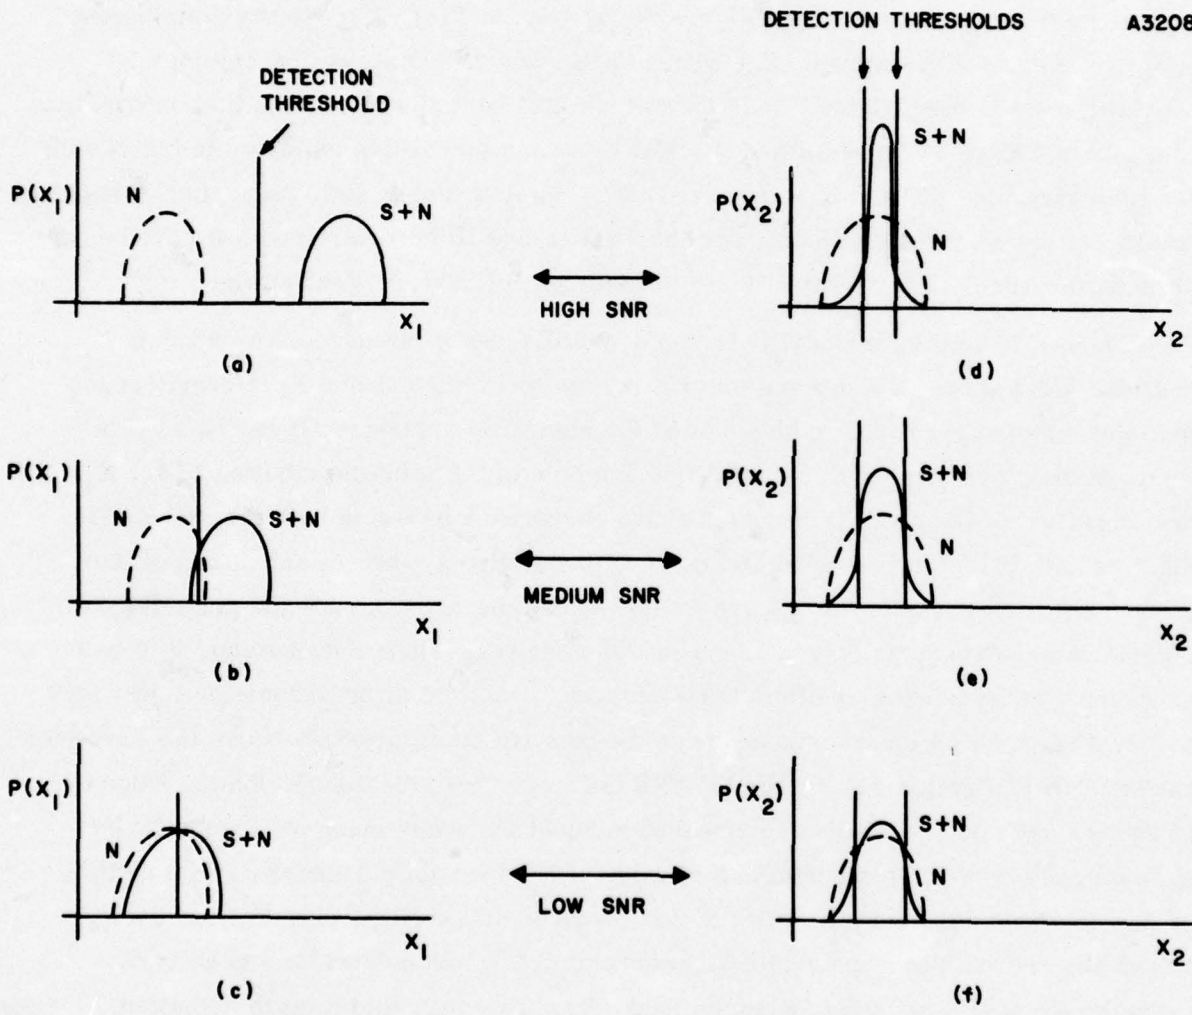 DETECTION THRESHOLDS
A3208
DETECTION
THRESHOLD
P(X₁)
N
S+N
X₁
(a)
HIGH SNR
P(X₂)
S+N
N
X₂
(d)
P(X₁)
N
S+N
X₁
(b)
MEDIUM SNR
P(X₂)
S+N
N
X₂
(e)
P(X₁)
N
S+N
X₁
(c)
LOW SNR
P(X₂)
S+N
N
X₂
(f)